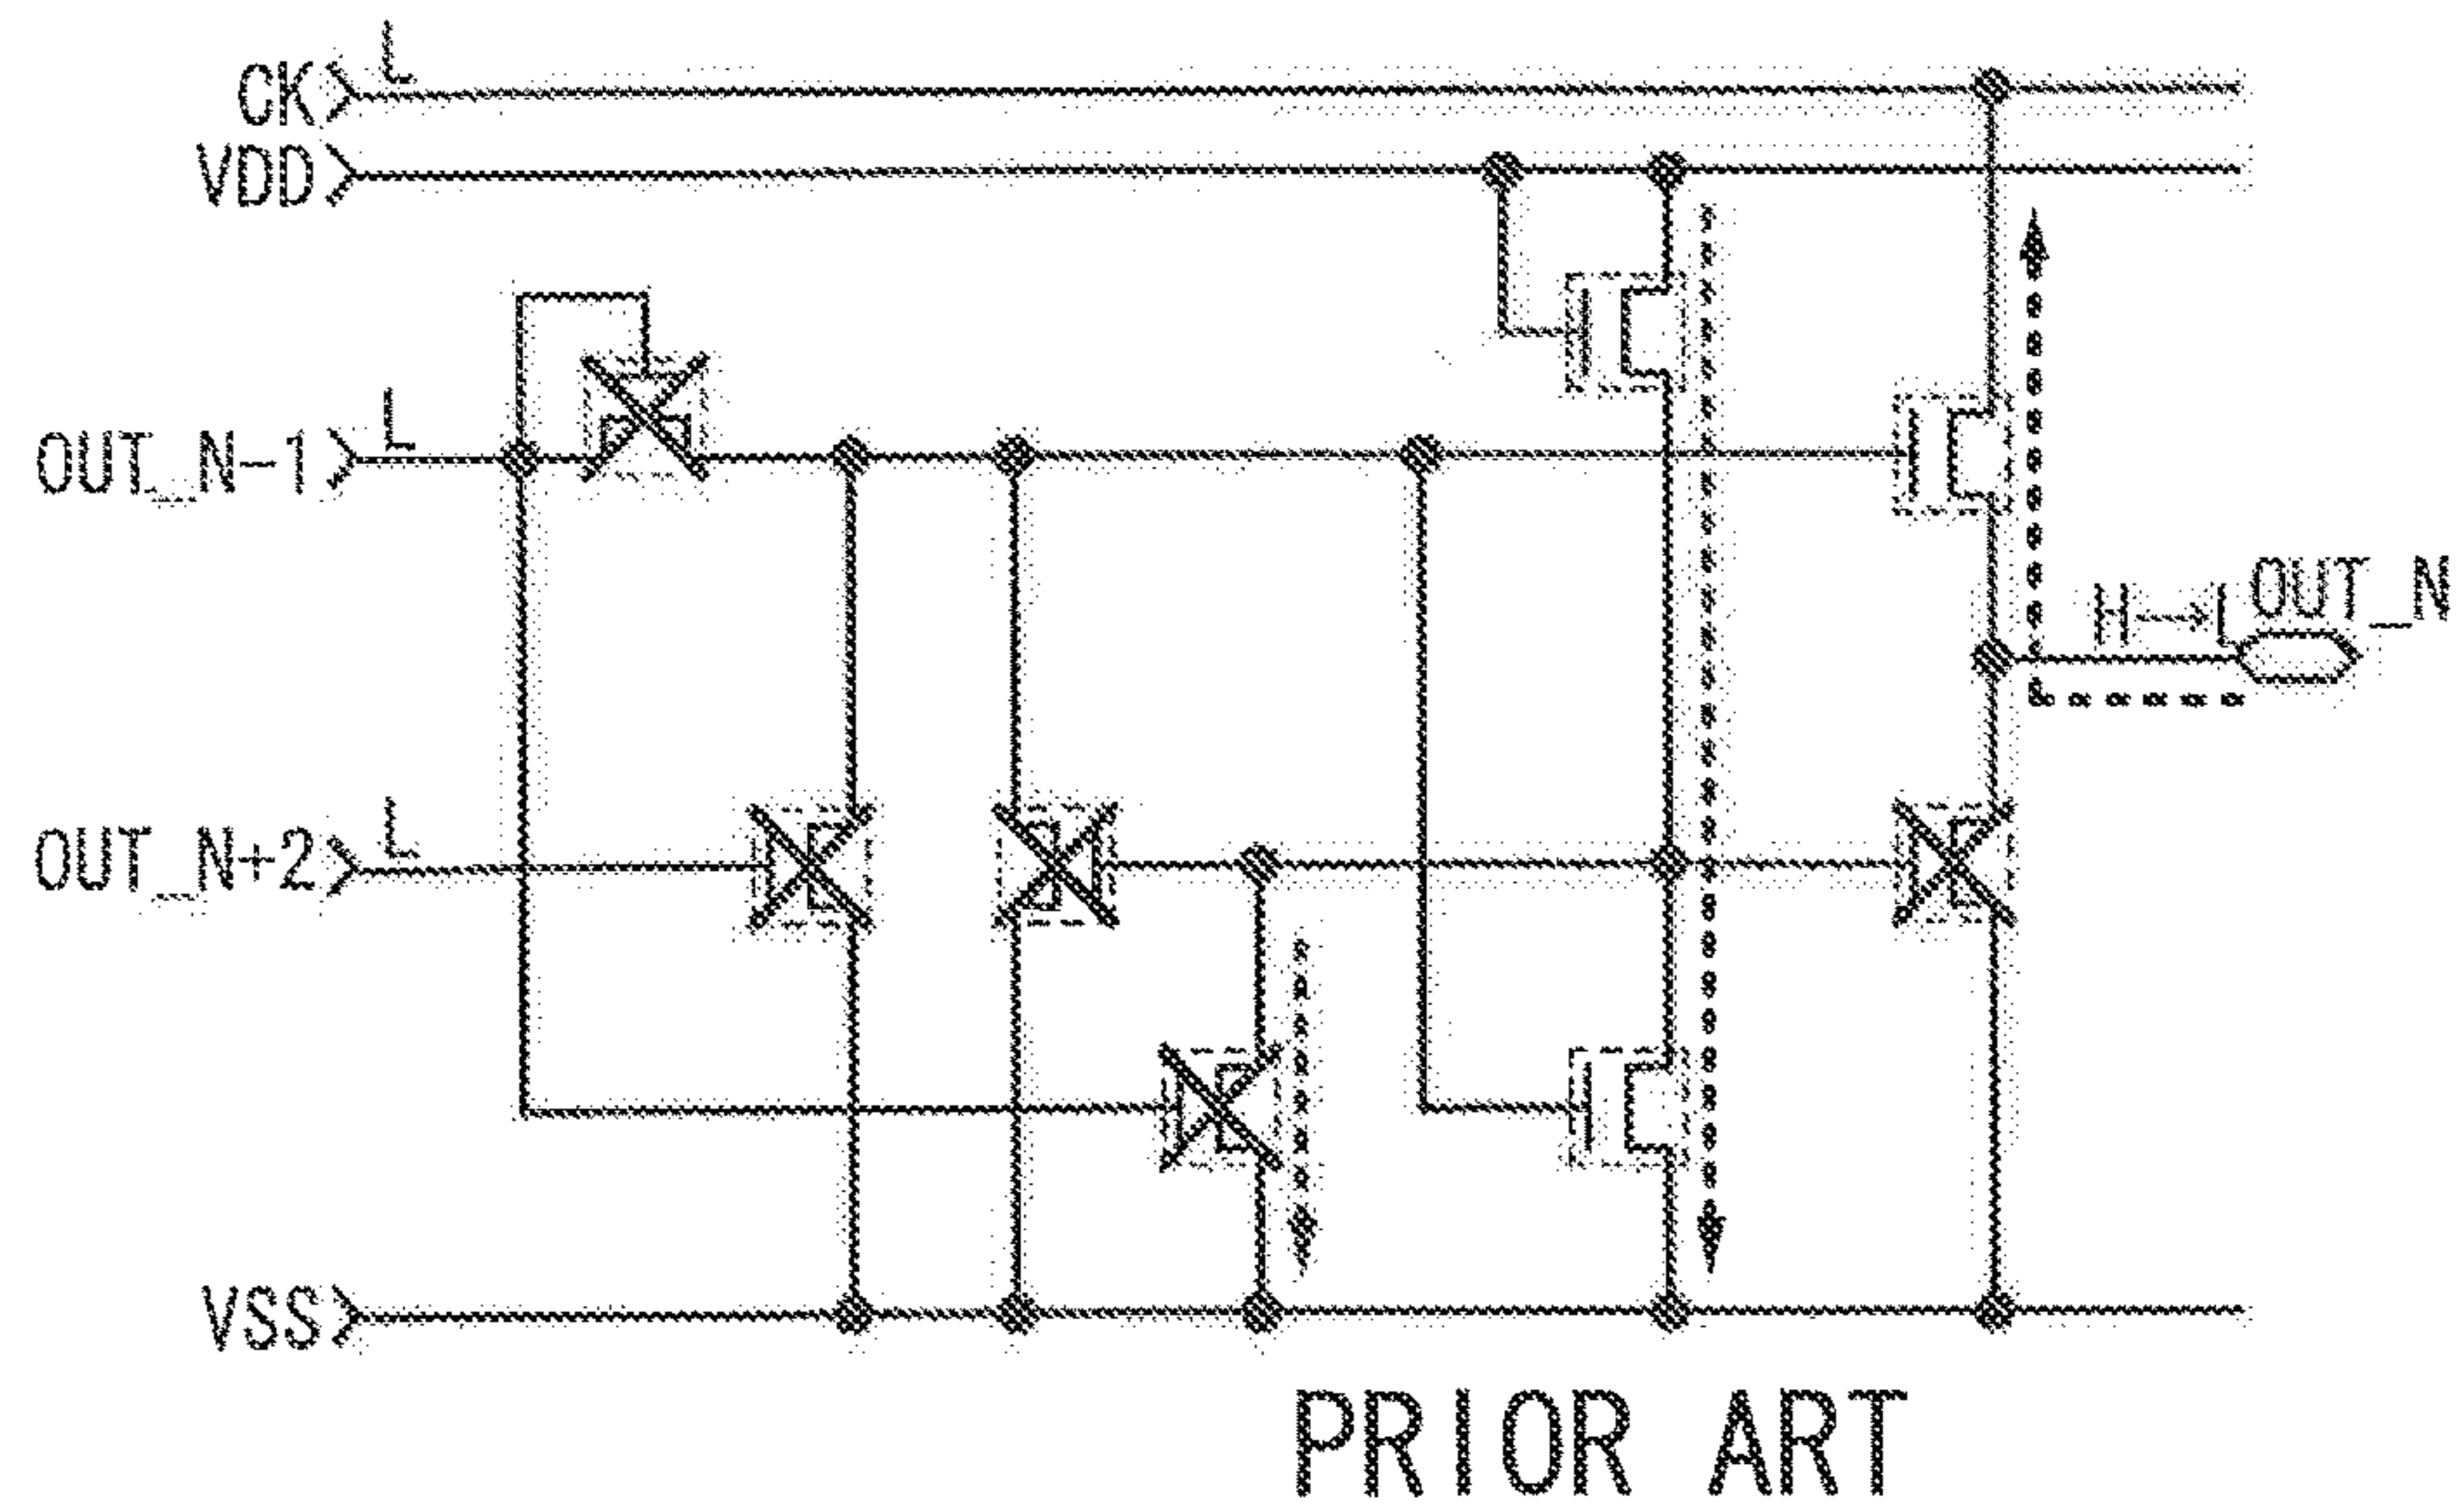 CK L
VDD
OUT_N-1 L
H→L OUT_N
OUT_N+2 L
VSS
PRIOR ART